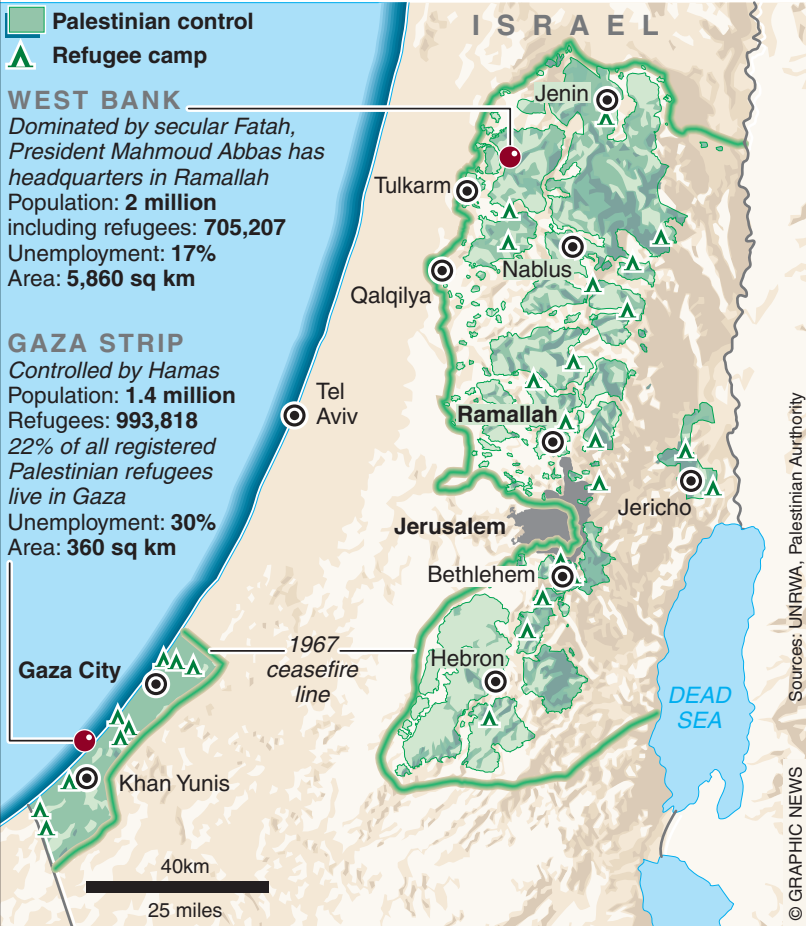 Palestinian control
Refugee camp
WEST BANK
Dominated by secular Fatah,
President Mahmoud Abbas has
headquarters in Ramallah
Population: 2 million
including refugees: 705,207
Unemployment: 17%
Area: 5,860 sq km
GAZA STRIP
Controlled by Hamas
Population: 1.4 million
Refugees: 993,818
22% of all registered
Palestinian refugees
live in Gaza
Unemployment: 30%
Area: 360 sq km
ISRAEL
Jenin
Tulkarm
Nablus
Qalqilya
Tel
Aviv
Ramallah
Jericho
Jerusalem
Bethlehem
1967
ceasefire
line
Hebron
Gaza City
Khan Yunis
DEAD
SEA
40km
25 miles
Sources: UNRWA, Palestinian Aurthority
© GRAPHIC NEWS